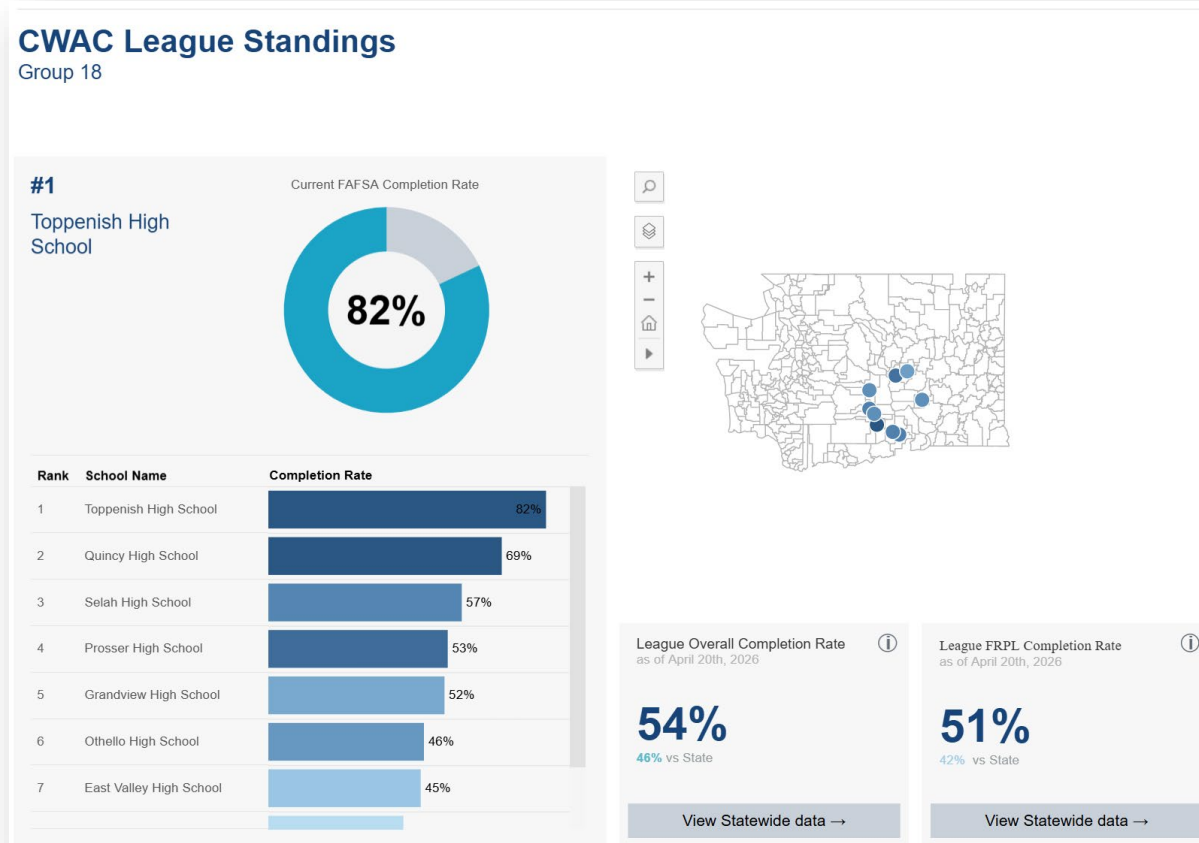 CWAC League Standings
Group 18
#1
Toppenish High
School
Current FAFSA Completion Rate
82%
Rank School Name Completion Rate
1 Toppenish High School 82%
2 Quincy High School 69%
3 Selah High School 57%
4 Prosser High School 53%
5 Grandview High School 52%
6 Othello High School 46%
7 East Valley High School 45%
League Overall Completion Rate
as of April 20th, 2026
54%
46% vs State
View Statewide data →
League FRPL Completion Rate
as of April 20th, 2026
51%
42% vs State
View Statewide data →